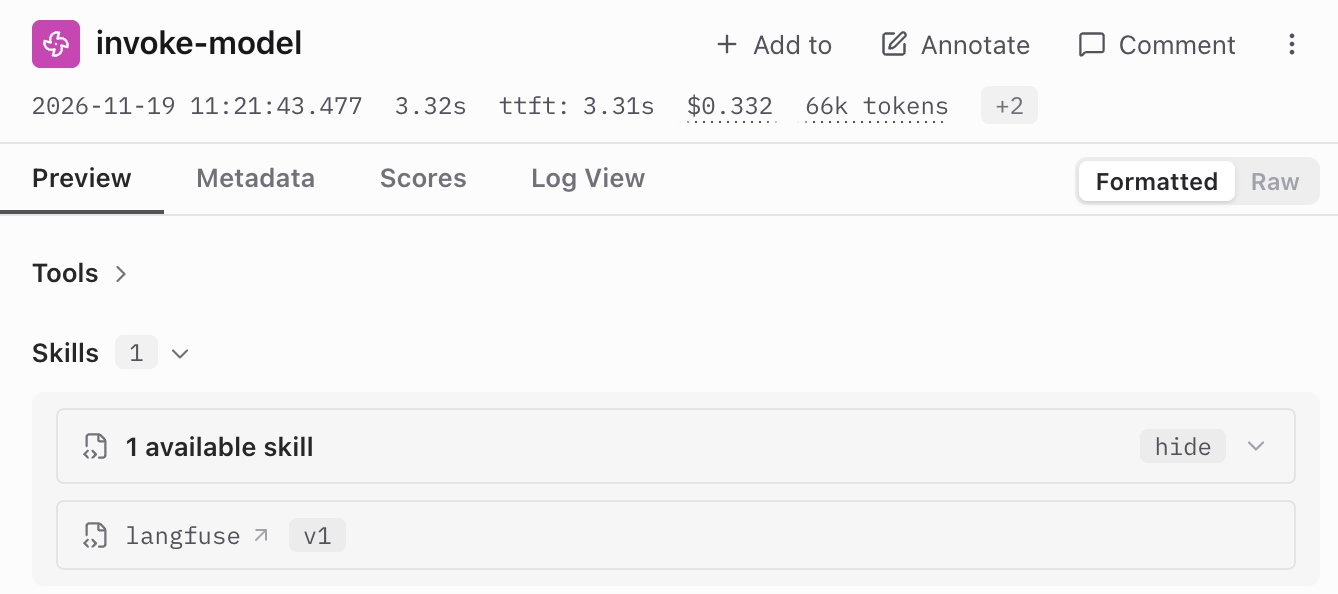 invoke-model
Add to
Annotate
Comment
2026-11-19 11:21:43.477 3.32s ttft: 3.31s $0.332 66k tokens +2
Preview
Metadata
Scores
Log View
Formatted
Raw
Tools
Skills 1
1 available skill
hide
langfuse v1